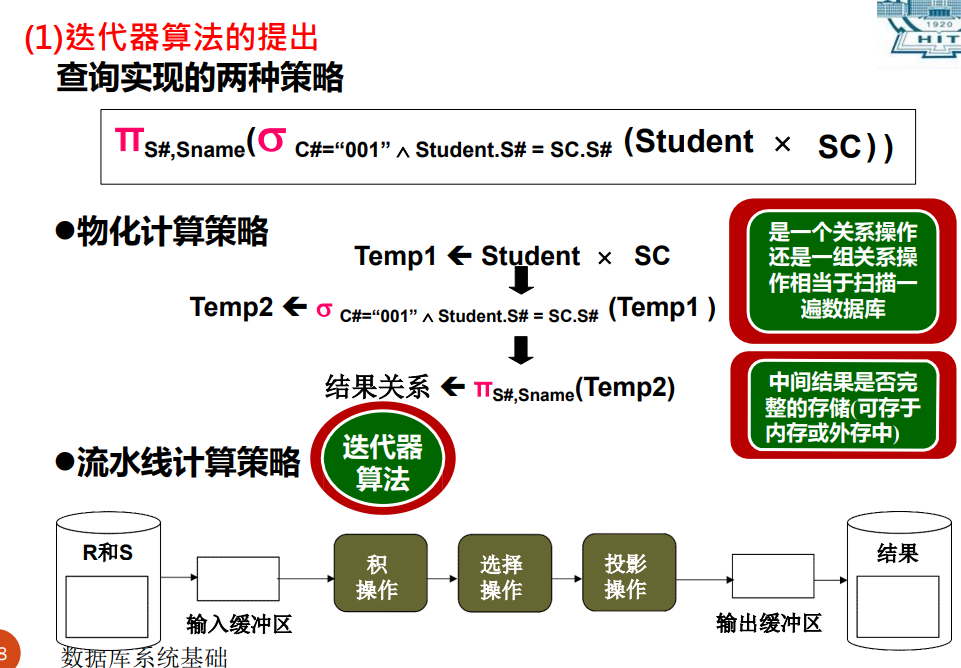 (1)迭代器算法的提出
1920
HIT
查询实现的两种策略
πS#,Sname(σ C#=“001” ∧ Student.S# = SC.S# (Student × SC))
●物化计算策略
Temp1 ← Student × SC
Temp2 ← σ C#=“001” ∧ Student.S# = SC.S# (Temp1 )
结果关系 ← πS#,Sname(Temp2)
是一个关系操作
还是一组关系操
作相当于扫描一
遍数据库
中间结果是否完
整的存储(可存于
内存或外存中)
●流水线计算策略
迭代器
算法
R和S
输入缓冲区
积
操作
选择
操作
投影
操作
输出缓冲区
结果
8
数据库系统基础